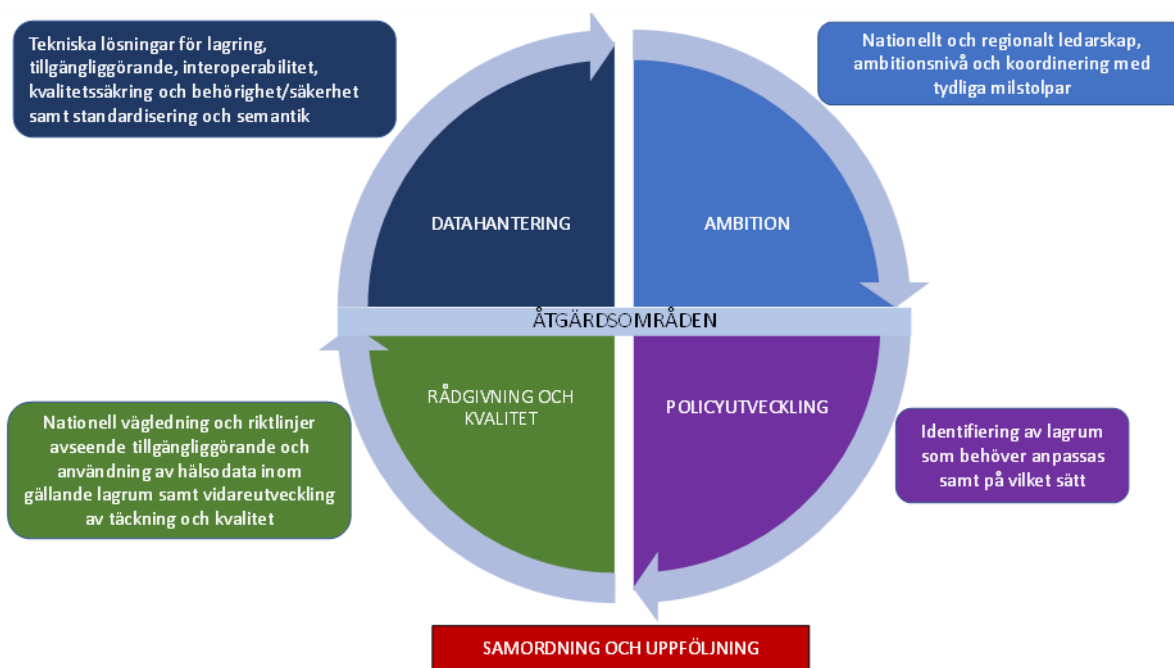 Tekniska lösningar för lagring,
tillgängliggörande, interoperabilitet,
kvalitetssäkring och behörighet/säkerhet
samt standardisering och semantik
Nationellt och regionalt ledarskap,
ambitionsnivå och koordinering med
tydliga milstolpar
DATAHANTERING
AMBITION
ÅTGÄRDSOMRÅDEN
RÅDGIVNING OCH
KVALITET
POLICYUTVECKLING
Nationell vägledning och riktlinjer
avseende tillgängliggörande och
användning av hälsodata inom
gällande lagrum samt vidareutveckling
av täckning och kvalitet
Identifiering av lagrum
som behöver anpassas
samt på vilket sätt
SAMORDNING OCH UPPFÖLJNING